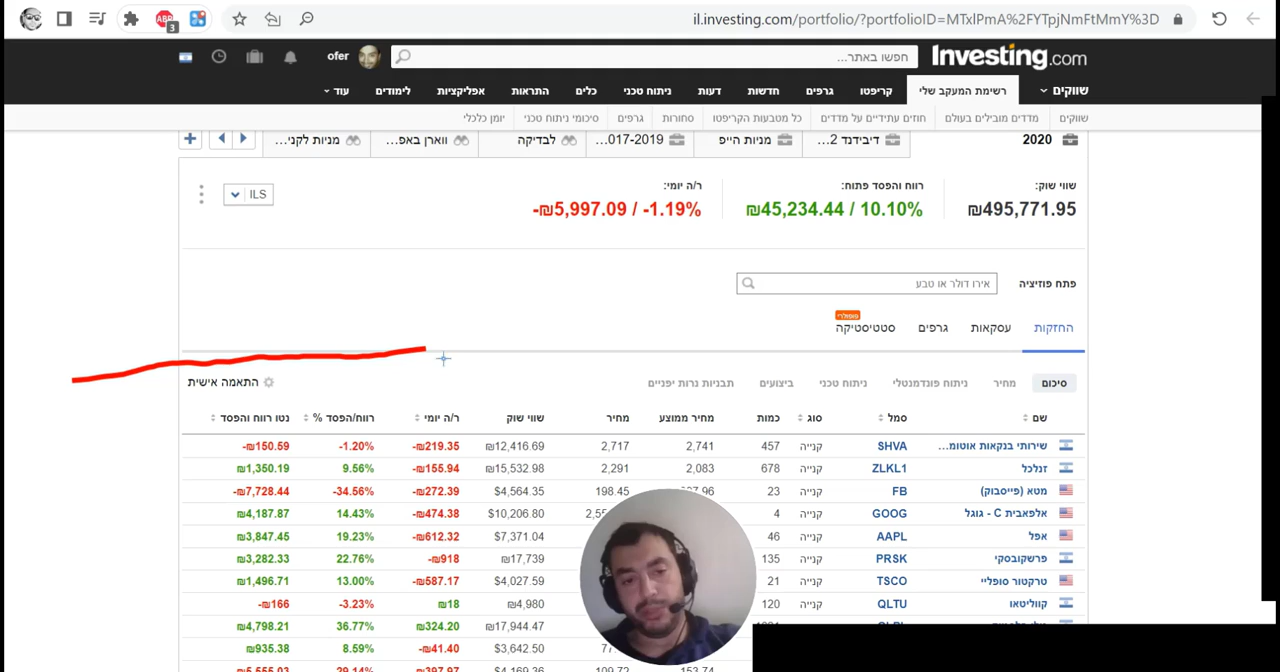 il.investing.com/portfolio/?portfolioID=MTxlPmA%2FYTpjNmFtMmY%3D
ABP
3
Investing.com
חפשו באתר...
ofer
שווקים
רשימת המעקב שלי
קריפטו
גרפים
חדשות
דעות
ניתוח טכני
כלים
התראות
אפליקציות
לימודים
עוד
שווקים
מדדים מובילים בעולם
חוזים עתידיים על מדדים
כל מטבעות הקריפטו
סחורות
גרפים
סיכומי ניתוח טכני
יומן כלכלי
2020
דיבידנד 2...
מניות הייפ
017-2019...
לבדיקה
ווארן באפ...
מניות לקני...
שווי שוק:
₪495,771.95
רווח והפסד פתוח:
₪45,234.44 / 10.10%
ר/ה יומי:
-₪5,997.09 / -1.19%
ILS
פתח פוזיציה
אירו דולר או טבע
החזקות
עסקאות
גרפים
פופולרי
סטטיסטיקה
סיכום
מחיר
ניתוח פונדמנטלי
ניתוח טכני
ביצועים
תבניות נרות יפניים
התאמה אישית
שם סמל סוג כמות מחיר ממוצע מחיר שווי שוק ר/ה יומי רווח/הפסד % נטו רווח והפסד
שירותי בנקאות אוטומ... SHVA קנייה 457 2,741 2,717 ₪12,416.69 -₪219.35 -1.20% -₪150.59
זנלכל ZLKL1 קנייה 678 2,083 2,291 ₪15,532.98 -₪155.94 9.56% ₪1,350.19
מטא (פייסבוק) FB קנייה 23 198.45 $4,564.35 -₪272.39 -34.56% -₪7,728.44
אלפאבית C - גוגל GOOG קנייה 4 $10,206.80 -₪474.38 14.43% ₪4,187.87
אפל AAPL קנייה 46 $7,371.04 -₪612.32 19.23% ₪3,847.45
פרשקובסקי PRSK קנייה 135 ₪17,739 -₪918 22.76% ₪3,282.33
טרקטור סופליי TSCO קנייה 21 $4,027.59 -₪587.17 13.00% ₪1,496.71
קווליטאו QLTU קנייה 120 ₪4,980 ₪18 -3.23% -₪166
קנייה ₪17,944.47 ₪324.20 36.77% ₪4,798.21
$3,642.50 -₪41.40 8.59% ₪935.38